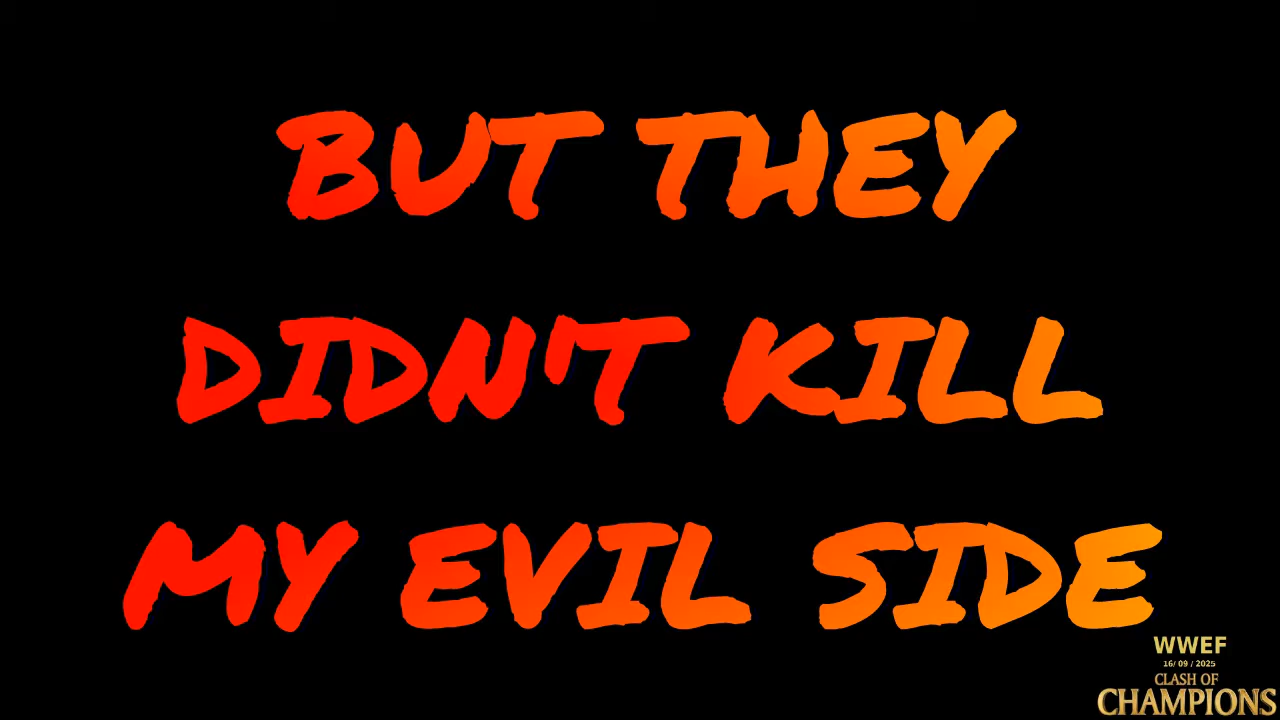 BUT THEY
DIDN'T KILL
MY EVIL SIDE
WWEF
16/ 09 / 2025
CLASH OF
CHAMPIONS